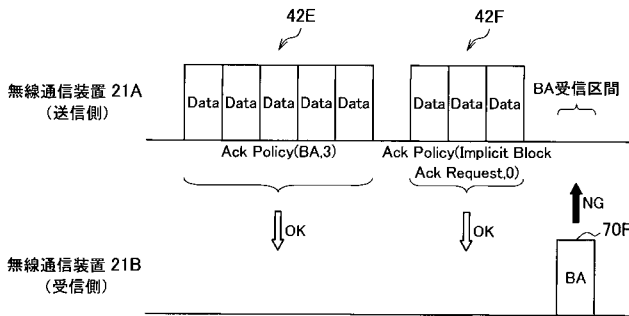 42E
42F
無線通信装置 21A
(送信側)
Data Data Data Data Data
Data Data Data
BA受信区間
Ack Policy(BA,3)
Ack Policy(Implicit Block
Ack Request,0)
OK
OK
NG
70F
無線通信装置 21B
(受信側)
BA